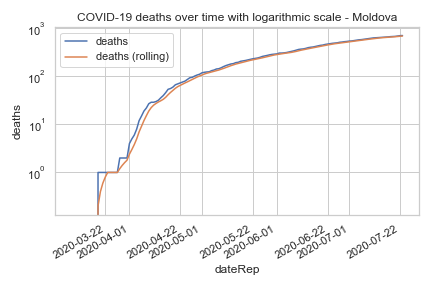 COVID-19 deaths over time with logarithmic scale - Moldova
deaths
deaths (rolling)
deaths
10³
10²
10¹
10⁰
2020-03-22
2020-04-01
2020-04-22
2020-05-01
2020-05-22
2020-06-01
2020-06-22
2020-07-01
2020-07-22
dateRep